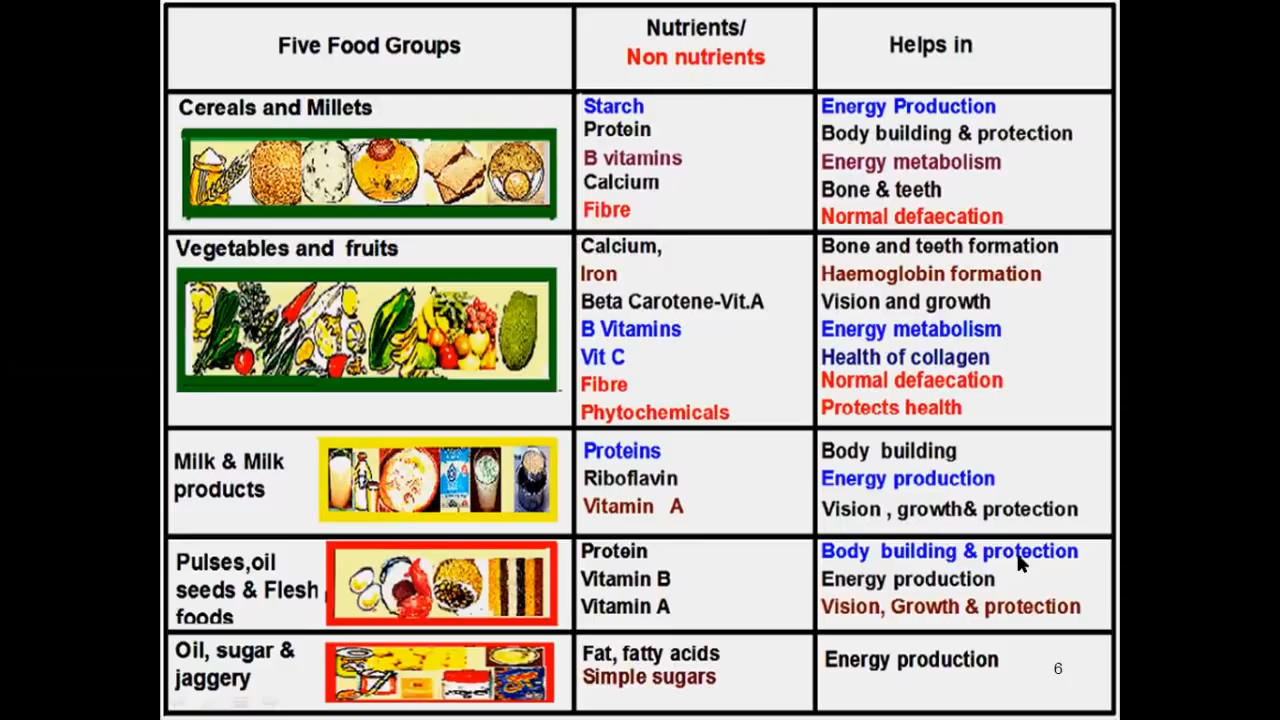 Five Food Groups
Nutrients/
Non nutrients
Helps in
Cereals and Millets
Starch
Protein
B vitamins
Calcium
Fibre
Energy Production
Body building & protection
Energy metabolism
Bone & teeth
Normal defaecation
Vegetables and fruits
Calcium,
Iron
Beta Carotene-Vit.A
B Vitamins
Vit C
Fibre
Phytochemicals
Bone and teeth formation
Haemoglobin formation
Vision and growth
Energy metabolism
Health of collagen
Normal defaecation
Protects health
Milk & Milk
products
Proteins
Riboflavin
Vitamin A
Body building
Energy production
Vision , growth& protection
Pulses,oil
seeds & Flesh
foods
Protein
Vitamin B
Vitamin A
Body building & protection
Energy production
Vision, Growth & protection
Oil, sugar &
jaggery
Fat, fatty acids
Simple sugars
Energy production
6